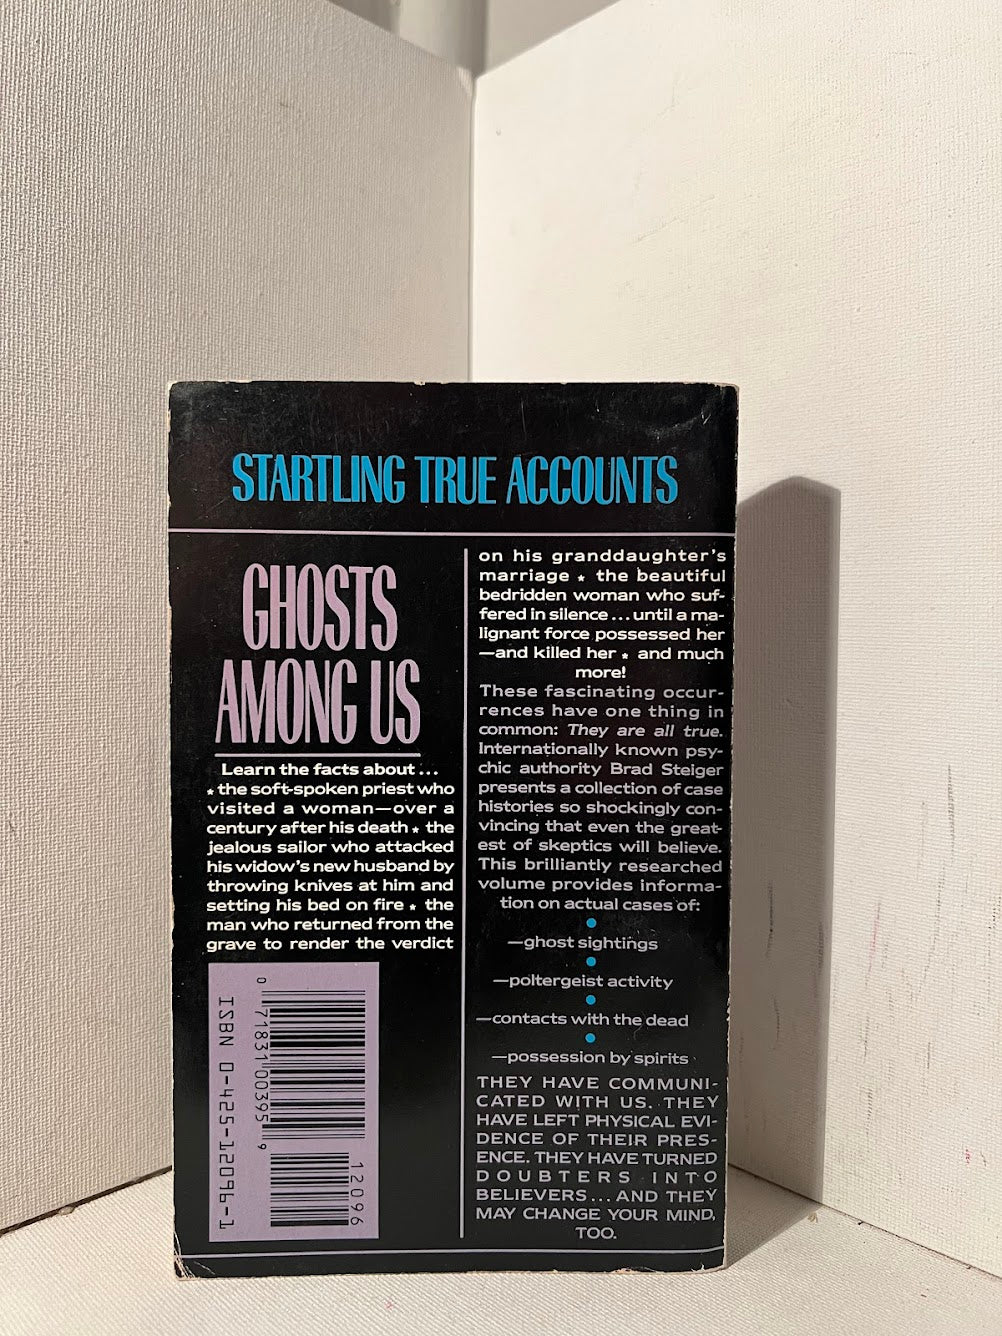 STARTLING TRUE ACCOUNTS
GHOSTS
AMONG US
Learn the facts about...
★ the soft-spoken priest who
visited a woman—over a
century after his death ★ the
jealous sailor who attacked
his widow's new husband by
throwing knives at him and
setting his bed on fire ★ the
man who returned from the
grave to render the verdict
on his granddaughter's
marriage ★ the beautiful
bedridden woman who suf-
fered in silence...until a ma-
lignant force possessed her
—and killed her ★ and much
more!
These fascinating occur-
rences have one thing in
common: They are all true.
Internationally known psy-
chic authority Brad Steiger
presents a collection of case
histories so shockingly con-
vincing that even the great-
est of skeptics will believe.
This brilliantly researched
volume provides informa-
tion on actual cases of:
—ghost sightings
—poltergeist activity
—contacts with the dead
—possession by spirits
THEY HAVE COMMUNI-
CATED WITH US. THEY
HAVE LEFT PHYSICAL EVI-
DENCE OF THEIR PRES-
ENCE. THEY HAVE TURNED
DOUBTERS INTO
BELIEVERS...AND THEY
MAY CHANGE YOUR MIND,
TOO.
0 71831 00395 9
12096
ISBN 0-425-12096-1